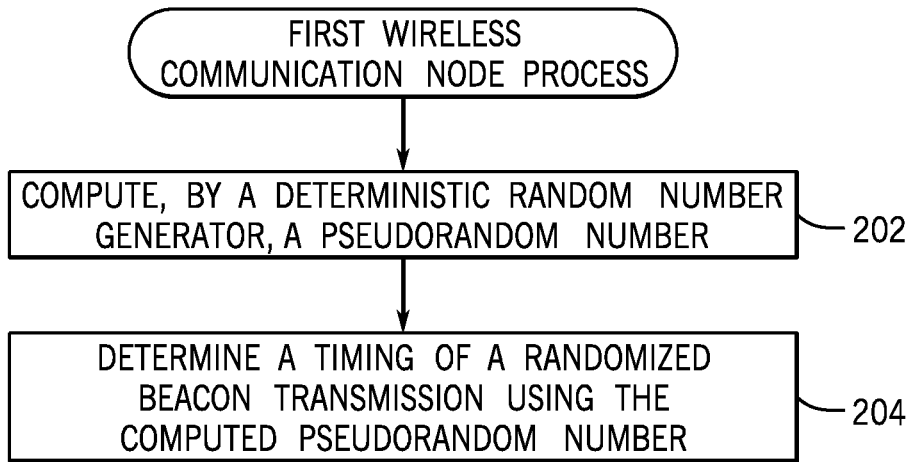 FIRST WIRELESS
COMMUNICATION NODE PROCESS
COMPUTE, BY A DETERMINISTIC RANDOM NUMBER
GENERATOR, A PSEUDORANDOM NUMBER
202
DETERMINE A TIMING OF A RANDOMIZED
BEACON TRANSMISSION USING THE
COMPUTED PSEUDORANDOM NUMBER
204